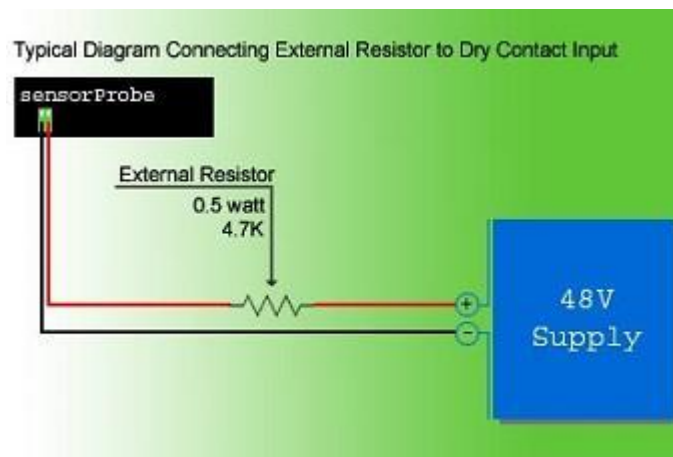 Typical Diagram Connecting External Resistor to Dry Contact Input
sensorProbe
External Resistor
0.5 watt
4.7K
+
48V
−
Supply